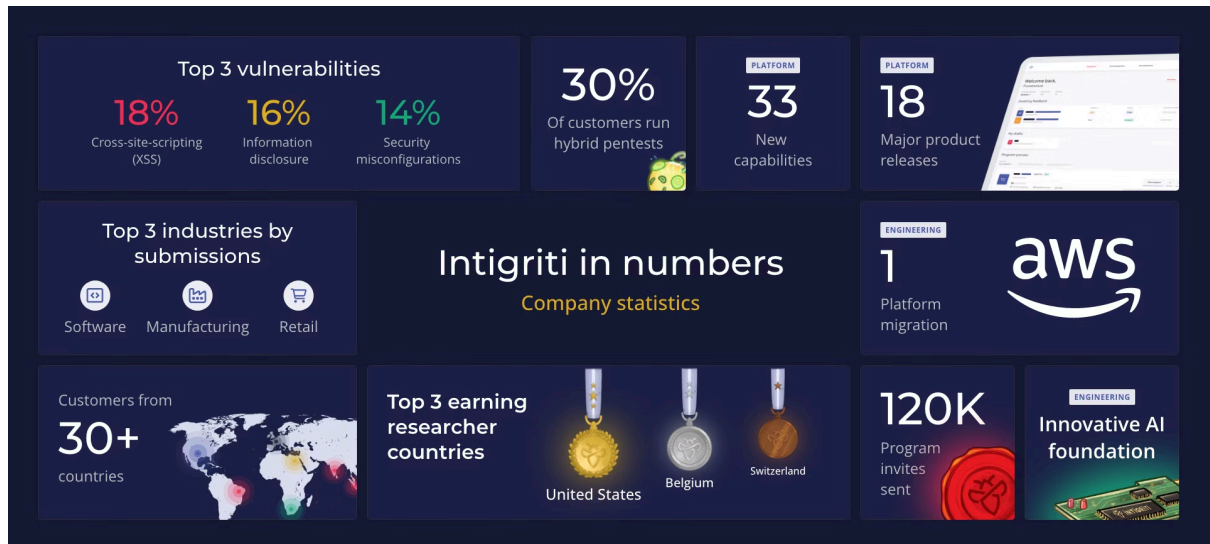 Top 3 vulnerabilities
18%
Cross-site-scripting
(XSS)
16%
Information
disclosure
14%
Security
misconfigurations
30%
Of customers run
hybrid pentests
PLATFORM
33
New
capabilities
PLATFORM
18
Major product
releases
Welcome back,
Top 3 industries by
submissions
Software
Manufacturing
Retail
Intigriti in numbers
Company statistics
ENGINEERING
1
Platform
migration
aws
Customers from
30+
countries
Top 3 earning
researcher
countries
United States
Belgium
Switzerland
120K
Program
invites
sent
ENGINEERING
Innovative AI
foundation
INTIGRITI